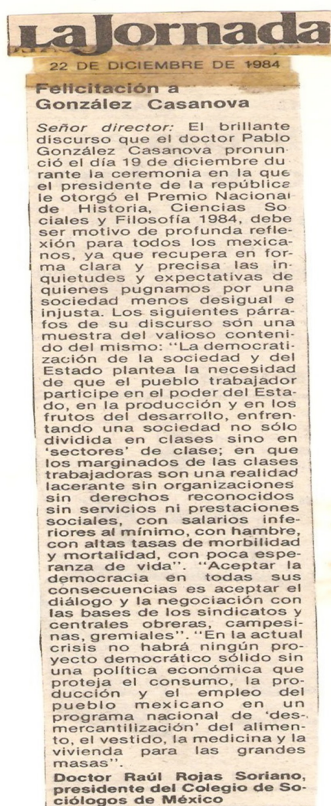 La Jornada
22 DE DICIEMBRE DE 1984
Felicitación a
González Casanova
Señor director: El brillante
discurso que el doctor Pablo
González Casanova pronun-
ció el día 19 de diciembre du-
rante la ceremonia en la que
el presidente de la república
le otorgó el Premio Nacional
de Historia, Ciencias So-
ciales y Filosofía 1984, debe
ser motivo de profunda refle-
xión para todos los mexica-
nos, ya que recupera en for-
ma clara y precisa las in-
quietudes y expectativas de
quienes pugnamos por una
sociedad menos desigual e
injusta. Los siguientes párra-
fos de su discurso són una
muestra del valioso conteni-
do del mismo: "La democrati-
zación de la sociedad y del
Estado plantea la necesidad
de que el pueblo trabajador
participe en el poder del Esta-
do, en la producción y en los
frutos del desarrollo, enfren-
tando una sociedad no sólo
dividida en clases sino en
'sectores' de clase; en que
los marginados de las clases
trabajadoras son una realidad
lacerante sin organizaciones
sin derechos reconocidos
sin servicios ni prestaciones
sociales, con salarios infe-
riores al mínimo, con hambre,
con altas tasas de morbilidad
y mortalidad, con poca espe-
ranza de vida". "Aceptar la
democracia en todas sus
consecuencias es aceptar el
diálogo y la negociación con
las bases de los sindicatos y
centrales obreras, campesi-
nas, gremiales". "En la actual
crisis no habrá ningún pro-
yecto democrático sólido sin
una política económica que
proteja el consumo, la pro-
ducción y el empleo del
pueblo mexicano en un
programa nacional de 'des-
mercantilización' del alimen-
to, el vestido, la medicina y la
vivienda para las grandes
masas".
Doctor Raúl Rojas Soriano,
presidente del Colegio de So-
ciólogos de México